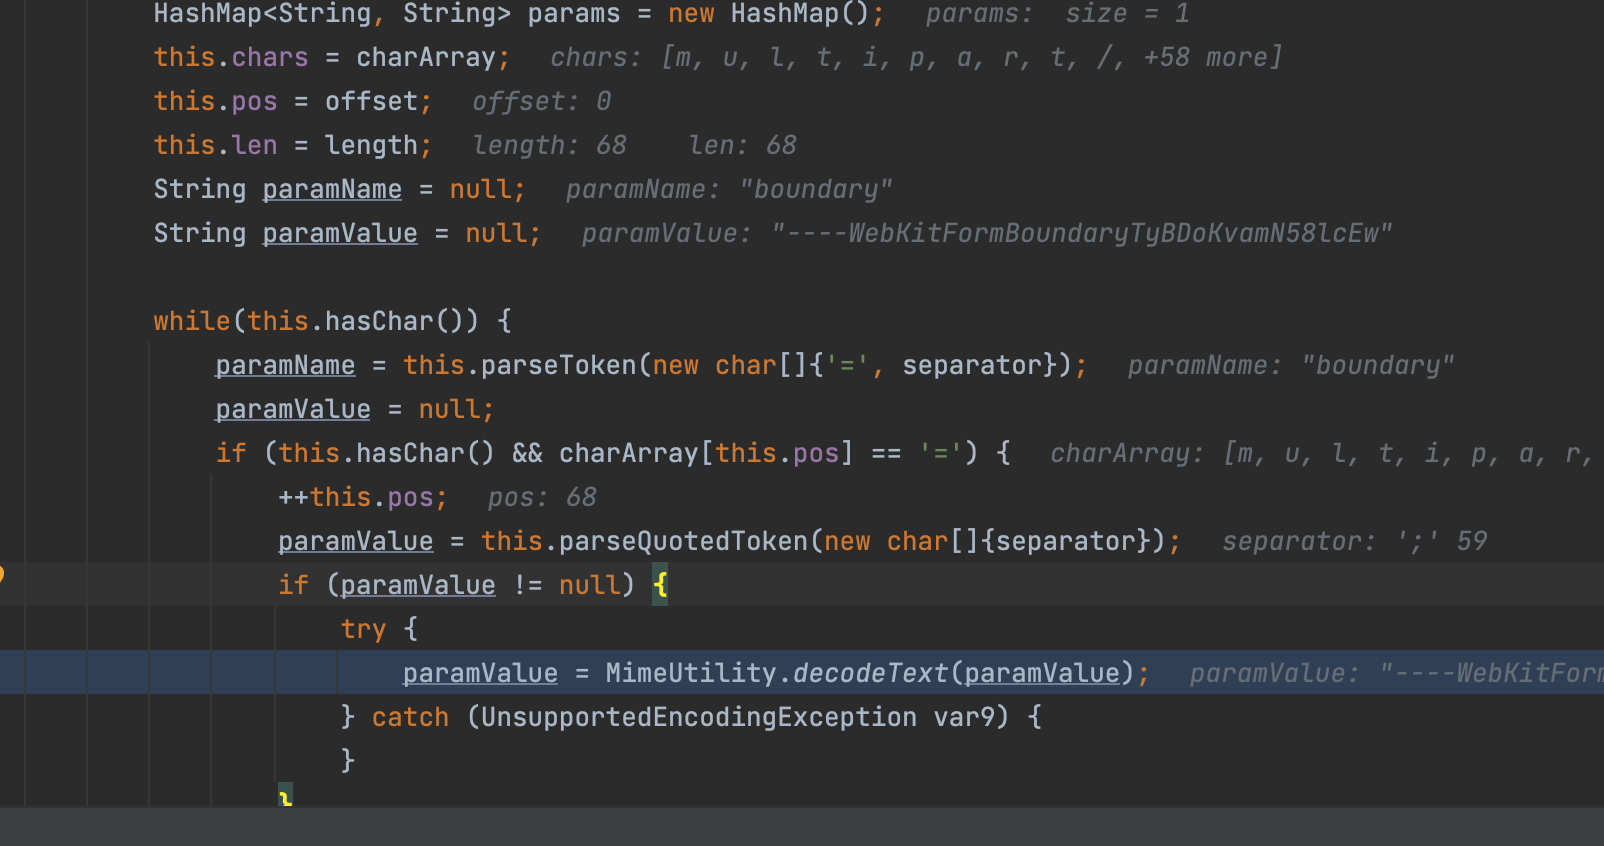 HashMap<String, String> params = new HashMap(); params: size = 1
this.chars = charArray; chars: [m, u, l, t, i, p, a, r, t, /, +58 more]
this.pos = offset; offset: 0
this.len = length; length: 68 len: 68
String paramName = null; paramName: "boundary"
String paramValue = null; paramValue: "----WebKitFormBoundaryTyBDoKvamN58lcEw"
while(this.hasChar()) {
paramName = this.parseToken(new char[]{'=', separator}); paramName: "boundary"
paramValue = null;
if (this.hasChar() && charArray[this.pos] == '=') { charArray: [m, u, l, t, i, p, a, r,
++this.pos; pos: 68
paramValue = this.parseQuotedToken(new char[]{separator}); separator: ';' 59
if (paramValue != null) {
try {
paramValue = MimeUtility.decodeText(paramValue); paramValue: "----WebKitForm
} catch (UnsupportedEncodingException var9) {
}
}